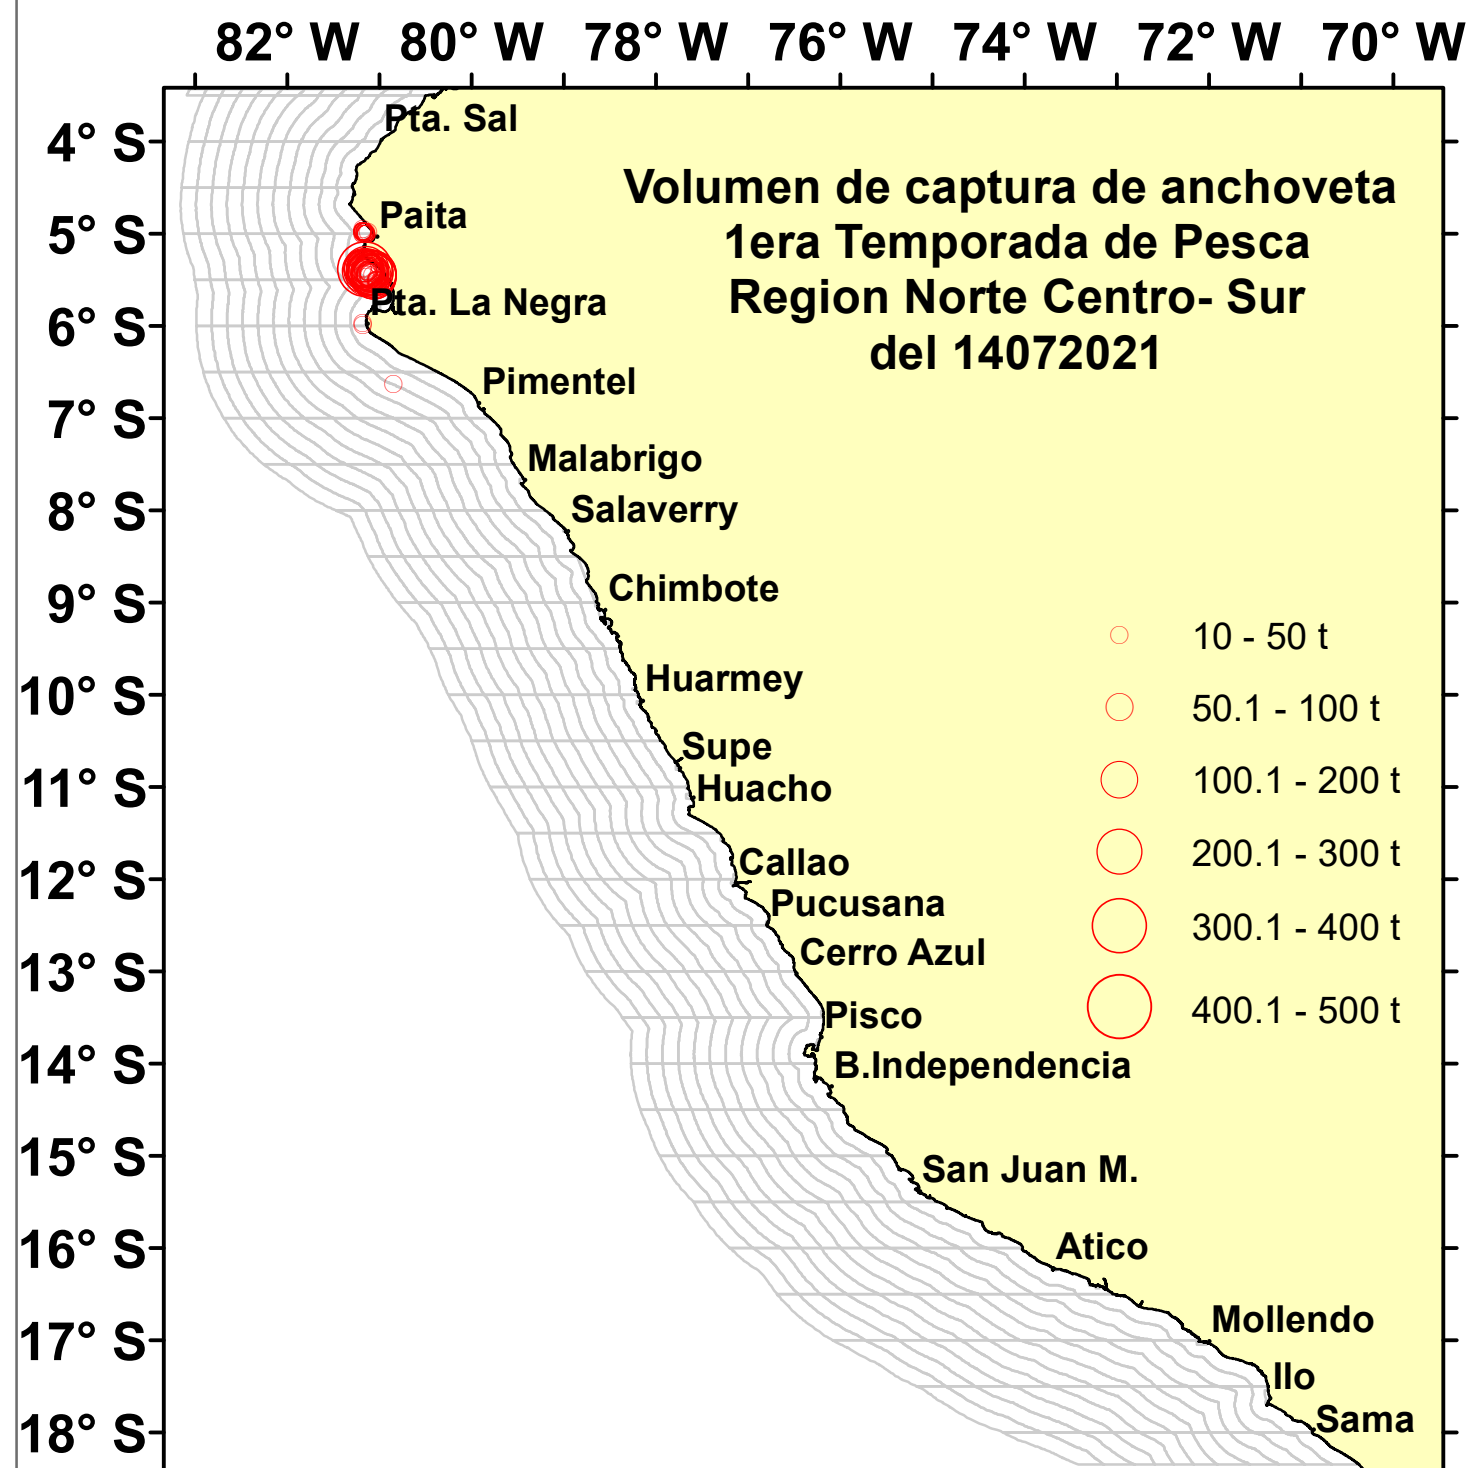 82° W 80° W 78° W 76° W 74° W 72° W 70° W
4° S
5° S
6° S
7° S
8° S
9° S
10° S
11° S
12° S
13° S
14° S
15° S
16° S
17° S
18° S
Volumen de captura de anchoveta
1era Temporada de Pesca
Region Norte Centro- Sur
del 14072021
Pta. Sal
Paita
Pta. La Negra
Pimentel
Malabrigo
Salaverry
Chimbote
Huarmey
Supe
Huacho
Callao
Pucusana
Cerro Azul
Pisco
B.Independencia
San Juan M.
Atico
Mollendo
Ilo
Sama
10 - 50 t
50.1 - 100 t
100.1 - 200 t
200.1 - 300 t
300.1 - 400 t
400.1 - 500 t